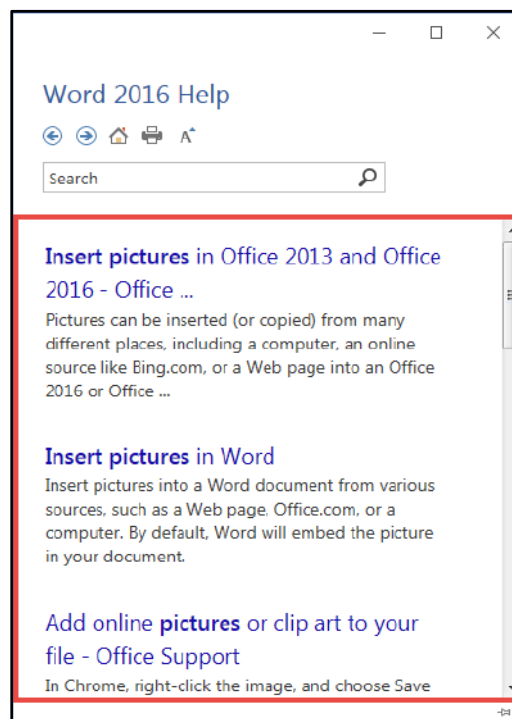 Word 2016 Help
Search
Insert pictures in Office 2013 and Office
2016 - Office ...
Pictures can be inserted (or copied) from many
different places, including a computer, an online
source like Bing.com, or a Web page into an Office
2016 or Office ...
Insert pictures in Word
Insert pictures into a Word document from various
sources, such as a Web page, Office.com, or a
computer. By default, Word will embed the picture
in your document.
Add online pictures or clip art to your
file - Office Support
In Chrome, right-click the image, and choose Save